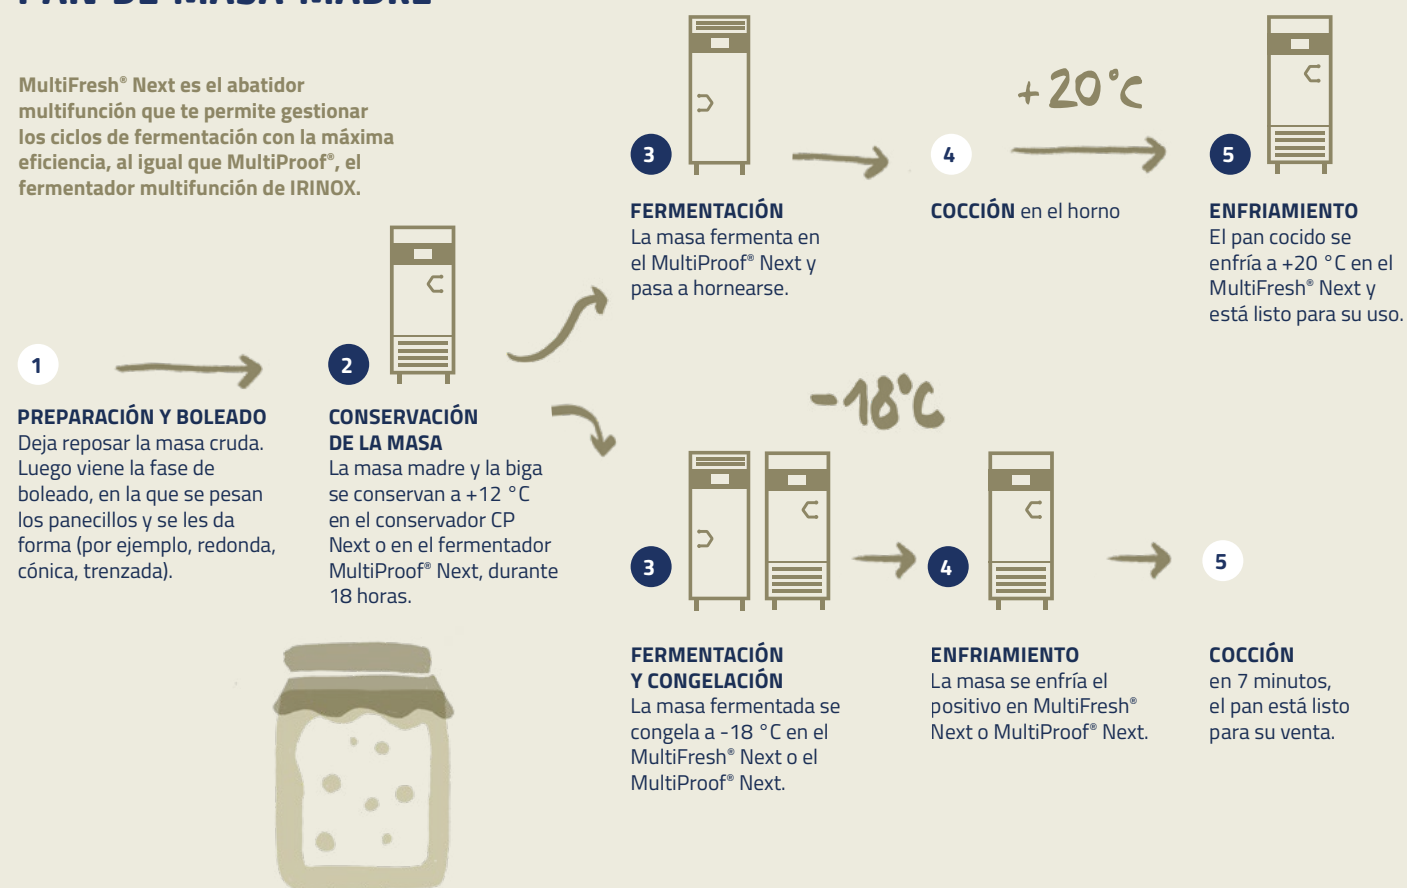 PAN DE MASA MADRE
MultiFresh® Next es el abatidor
multifunción que te permite gestionar
los ciclos de fermentación con la máxima
eficiencia, al igual que MultiProof®, el
fermentador multifunción de IRINOX.
1
PREPARACIÓN Y BOLEADO
Deja reposar la masa cruda.
Luego viene la fase de
boleado, en la que se pesan
los panecillos y se les da
forma (por ejemplo, redonda,
cónica, trenzada).
2
CONSERVACIÓN
DE LA MASA
La masa madre y la biga
se conservan a +12 °C
en el conservador CP
Next o en el fermentador
MultiProof® Next, durante
18 horas.
3
FERMENTACIÓN
La masa fermenta en
el MultiProof® Next y
pasa a hornearse.
4
COCCIÓN en el horno
+20°C
5
ENFRIAMIENTO
El pan cocido se
enfría a +20 °C en el
MultiFresh® Next y
está listo para su uso.
-18°C
3
FERMENTACIÓN
Y CONGELACIÓN
La masa fermentada se
congela a -18 °C en el
MultiFresh® Next o el
MultiProof® Next.
4
ENFRIAMIENTO
La masa se enfría el
positivo en MultiFresh®
Next o MultiProof® Next.
5
COCCIÓN
en 7 minutos,
el pan está listo
para su venta.